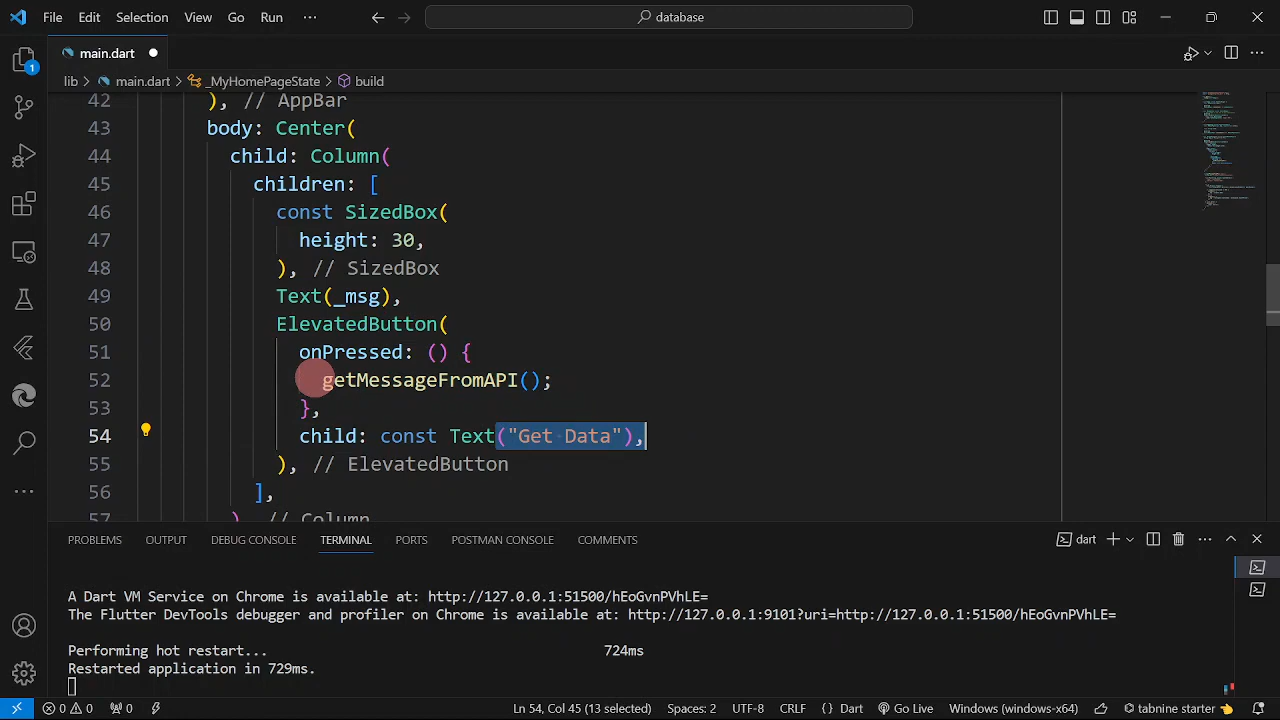 File Edit Selection View Go Run ··· database
main.dart
lib > main.dart > _MyHomePageState > build
42 ), // AppBar
43 body: Center(
44 child: Column(
45 children: [
46 const SizedBox(
47 height: 30,
48 ), // SizedBox
49 Text(_msg),
50 ElevatedButton(
51 onPressed: () {
52 getMessageFromAPI();
53 },
54 child: const Text("Get Data"),
55 ), // ElevatedButton
56 ],
57 ), // Column
1
PROBLEMS OUTPUT DEBUG CONSOLE TERMINAL PORTS POSTMAN CONSOLE COMMENTS dart
A Dart VM Service on Chrome is available at: http://127.0.0.1:51500/hEoGvnPVhLE=
The Flutter DevTools debugger and profiler on Chrome is available at: http://127.0.0.1:9101?uri=http://127.0.0.1:51500/hEoGvnPVhLE=
Performing hot restart... 724ms
Restarted application in 729ms.
0 0 0 Ln 54, Col 45 (13 selected) Spaces: 2 UTF-8 CRLF {} Dart Go Live Windows (windows-x64) tabnine starter